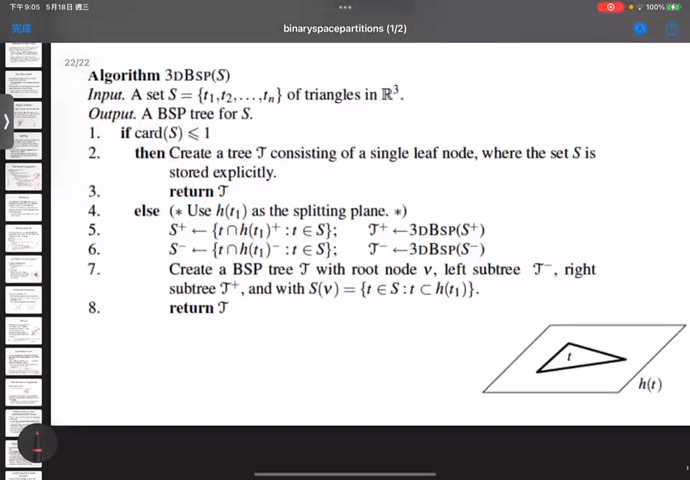 下午9:05 5月18日 週三
100%
完成
binaryspacepartitions (1/2)
22/22
Algorithm 3DBSP(S)
Input. A set S = {t₁,t₂,…,tₙ} of triangles in ℝ³.
Output. A BSP tree for S.
1. if card(S) ⩽ 1
2. then Create a tree 𝒯 consisting of a single leaf node, where the set S is
stored explicitly.
3. return 𝒯
4. else (∗ Use h(t₁) as the splitting plane. ∗)
5. S⁺ ← {t ∩ h(t₁)⁺ : t ∈ S}; 𝒯⁺ ← 3DBSP(S⁺)
6. S⁻ ← {t ∩ h(t₁)⁻ : t ∈ S}; 𝒯⁻ ← 3DBSP(S⁻)
7. Create a BSP tree 𝒯 with root node ν, left subtree 𝒯⁻, right
subtree 𝒯⁺, and with S(ν) = {t ∈ S : t ⊂ h(t₁)}.
8. return 𝒯
t
h(t)